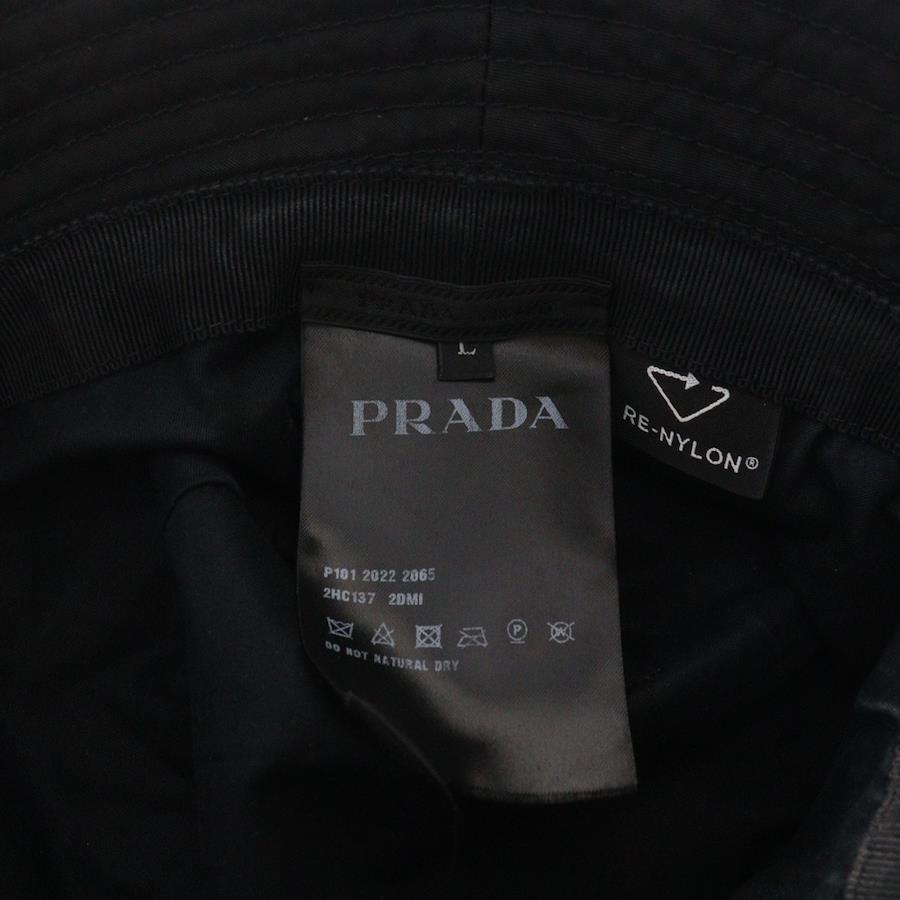 PRADA
L
PRADA
RE-NYLON®
P101 2022 2065
2HC137 2DMI
P
W
DO NOT NATURAL DRY